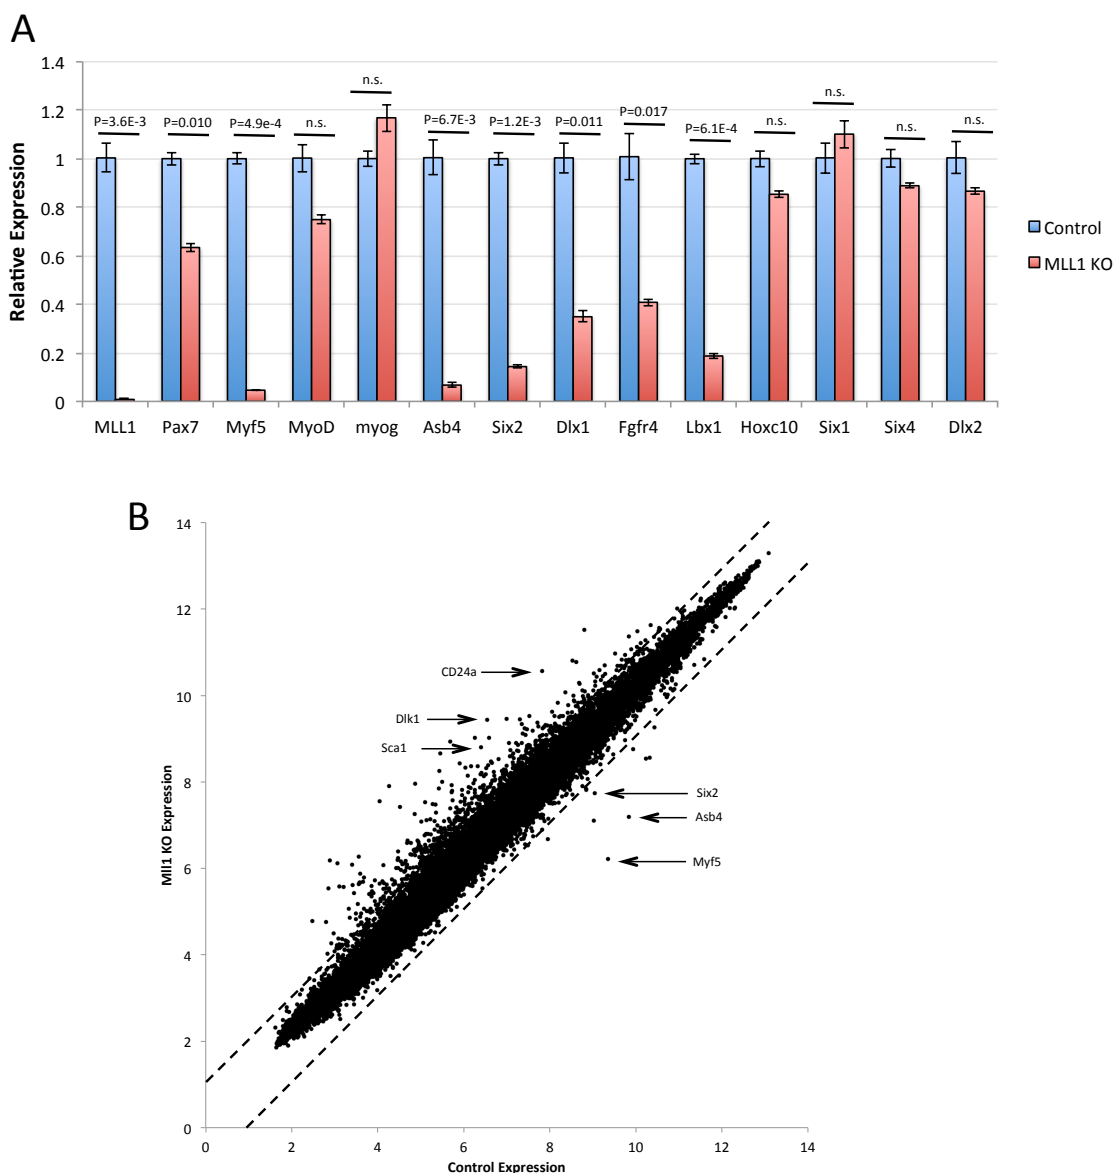 A
1.4
1.2
1
0.8
0.6
0.4
0.2
0
Relative Expression
P=3.6E-3 P=0.010 P=4.9e-4 n.s. n.s. P=6.7E-3 P=1.2E-3 P=0.011 P=0.017 P=6.1E-4 n.s. n.s. n.s. n.s.
Control
MLL1 KO
MLL1 Pax7 Myf5 MyoD myog Asb4 Six2 Dlx1 Fgfr4 Lbx1 Hoxc10 Six1 Six4 Dlx2
B
14
12
10
8
6
4
2
0
Mll1 KO Expression
CD24a
Dlk1
Sca1
Six2
Asb4
Myf5
0 2 4 6 8 10 12 14
Control Expression